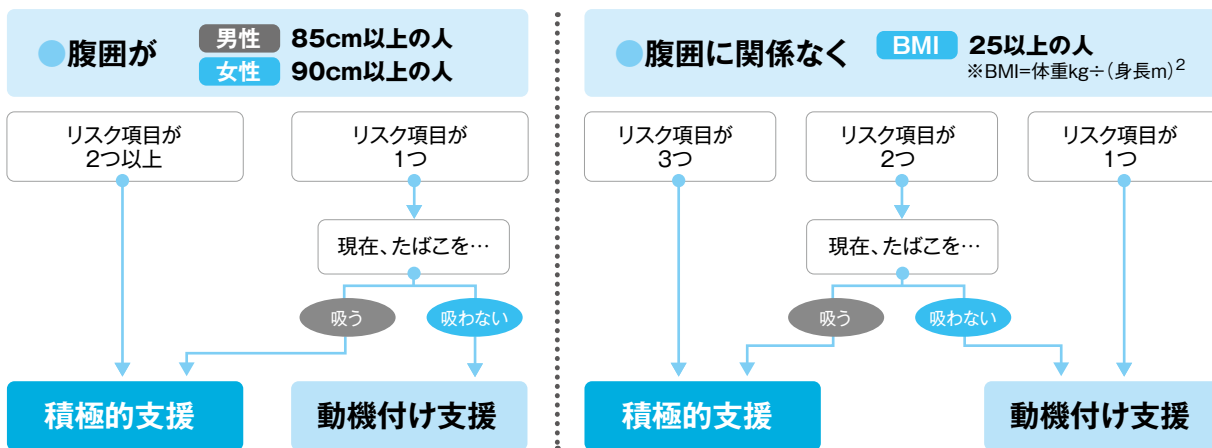 ●腹囲が
男性 85cm以上の人
女性 90cm以上の人
リスク項目が
2つ以上
リスク項目が
1つ
現在、たばこを…
吸う
吸わない
積極的支援
動機付け支援
●腹囲に関係なく
BMI 25以上の人
※BMI=体重kg÷(身長m)²
リスク項目が
3つ
リスク項目が
2つ
リスク項目が
1つ
現在、たばこを…
吸う
吸わない
積極的支援
動機付け支援